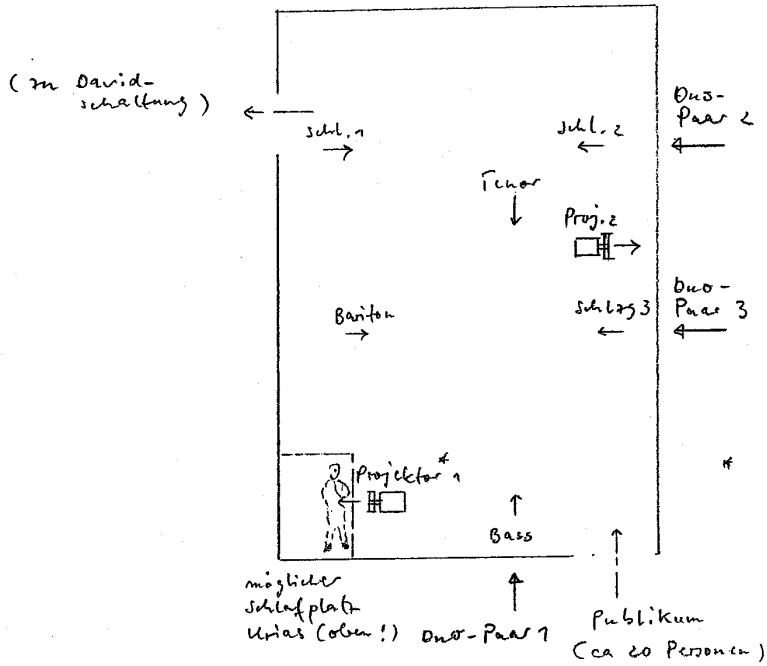 (zu David-
schaltung)
Schl. 1
Schl. 2
Duo-
Paar 2
Tenor
Proj. 2
Bariton
Schlag 3
Duo-
Paar 3
Projektor* 1
*
Bass
möglicher
Schlafplatz
Urias (oben!)
Duo-Paar 1
Publikum
(ca 20 Personen)